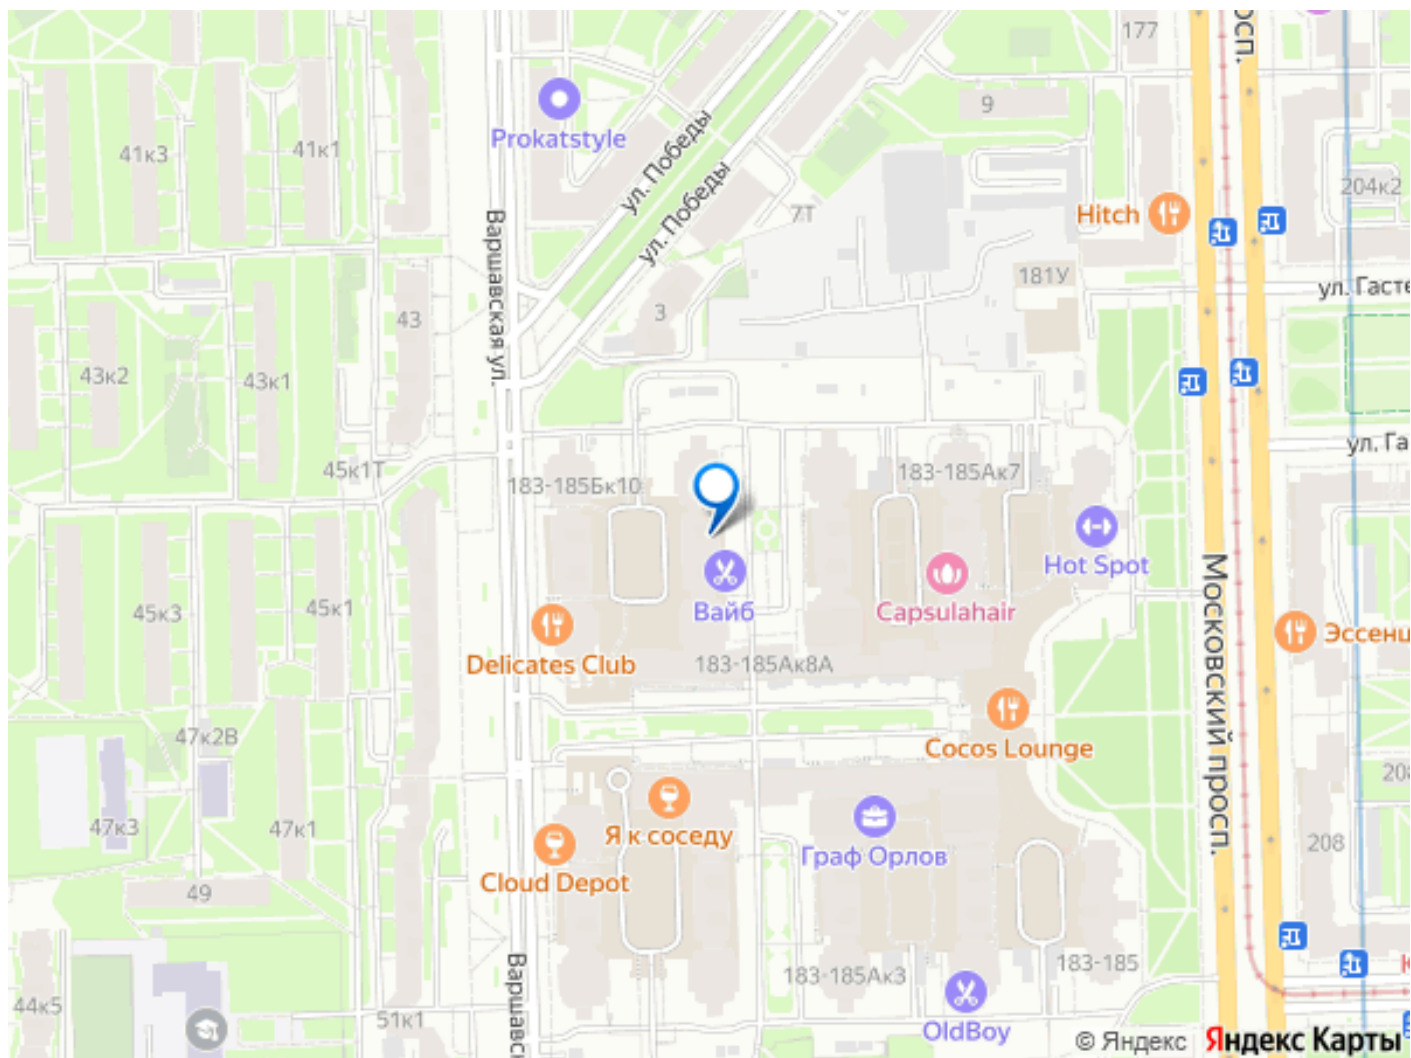 177
осп.
9
Prokatstyle
41к3
41к1
ул. Победы
ул. Победы
7Т
204к2
Hitch
Варшавская ул.
181У
ул. Гасте
3
43
43к2
43к1
ул. Га
45к1Т
183-185Бк10
183-185Ак7
Hot Spot
Вайб
Capsulahair
45к3
45к1
Delicates Club
183-185Ак8А
Эссенц
Московский просп.
Cocos Lounge
47к2В
20
47к3
47к1
Я к соседу
Граф Орлов
208
Cloud Depot
49
Варшавск
183-185Ак3
183-185
44к5
51к1
OldBoy
© Яндекс
Яндекс Карты